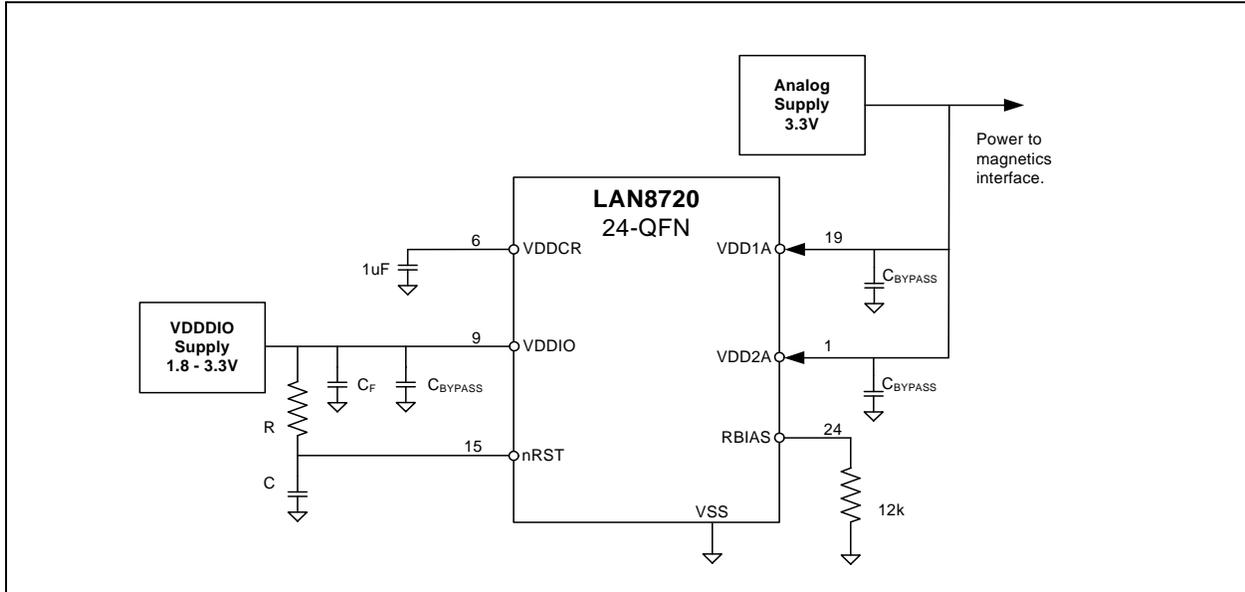 Analog
Supply
3.3V
Power to
magnetics
interface.
LAN8720
24-QFN
6
VDDCR
VDD1A
19
1uF
CBYPASS
VDDDIO
Supply
1.8 - 3.3V
9
VDDIO
VDD2A
1
CF
CBYPASS
CBYPASS
R
RBIAS
24
15
nRST
C
VSS
12k